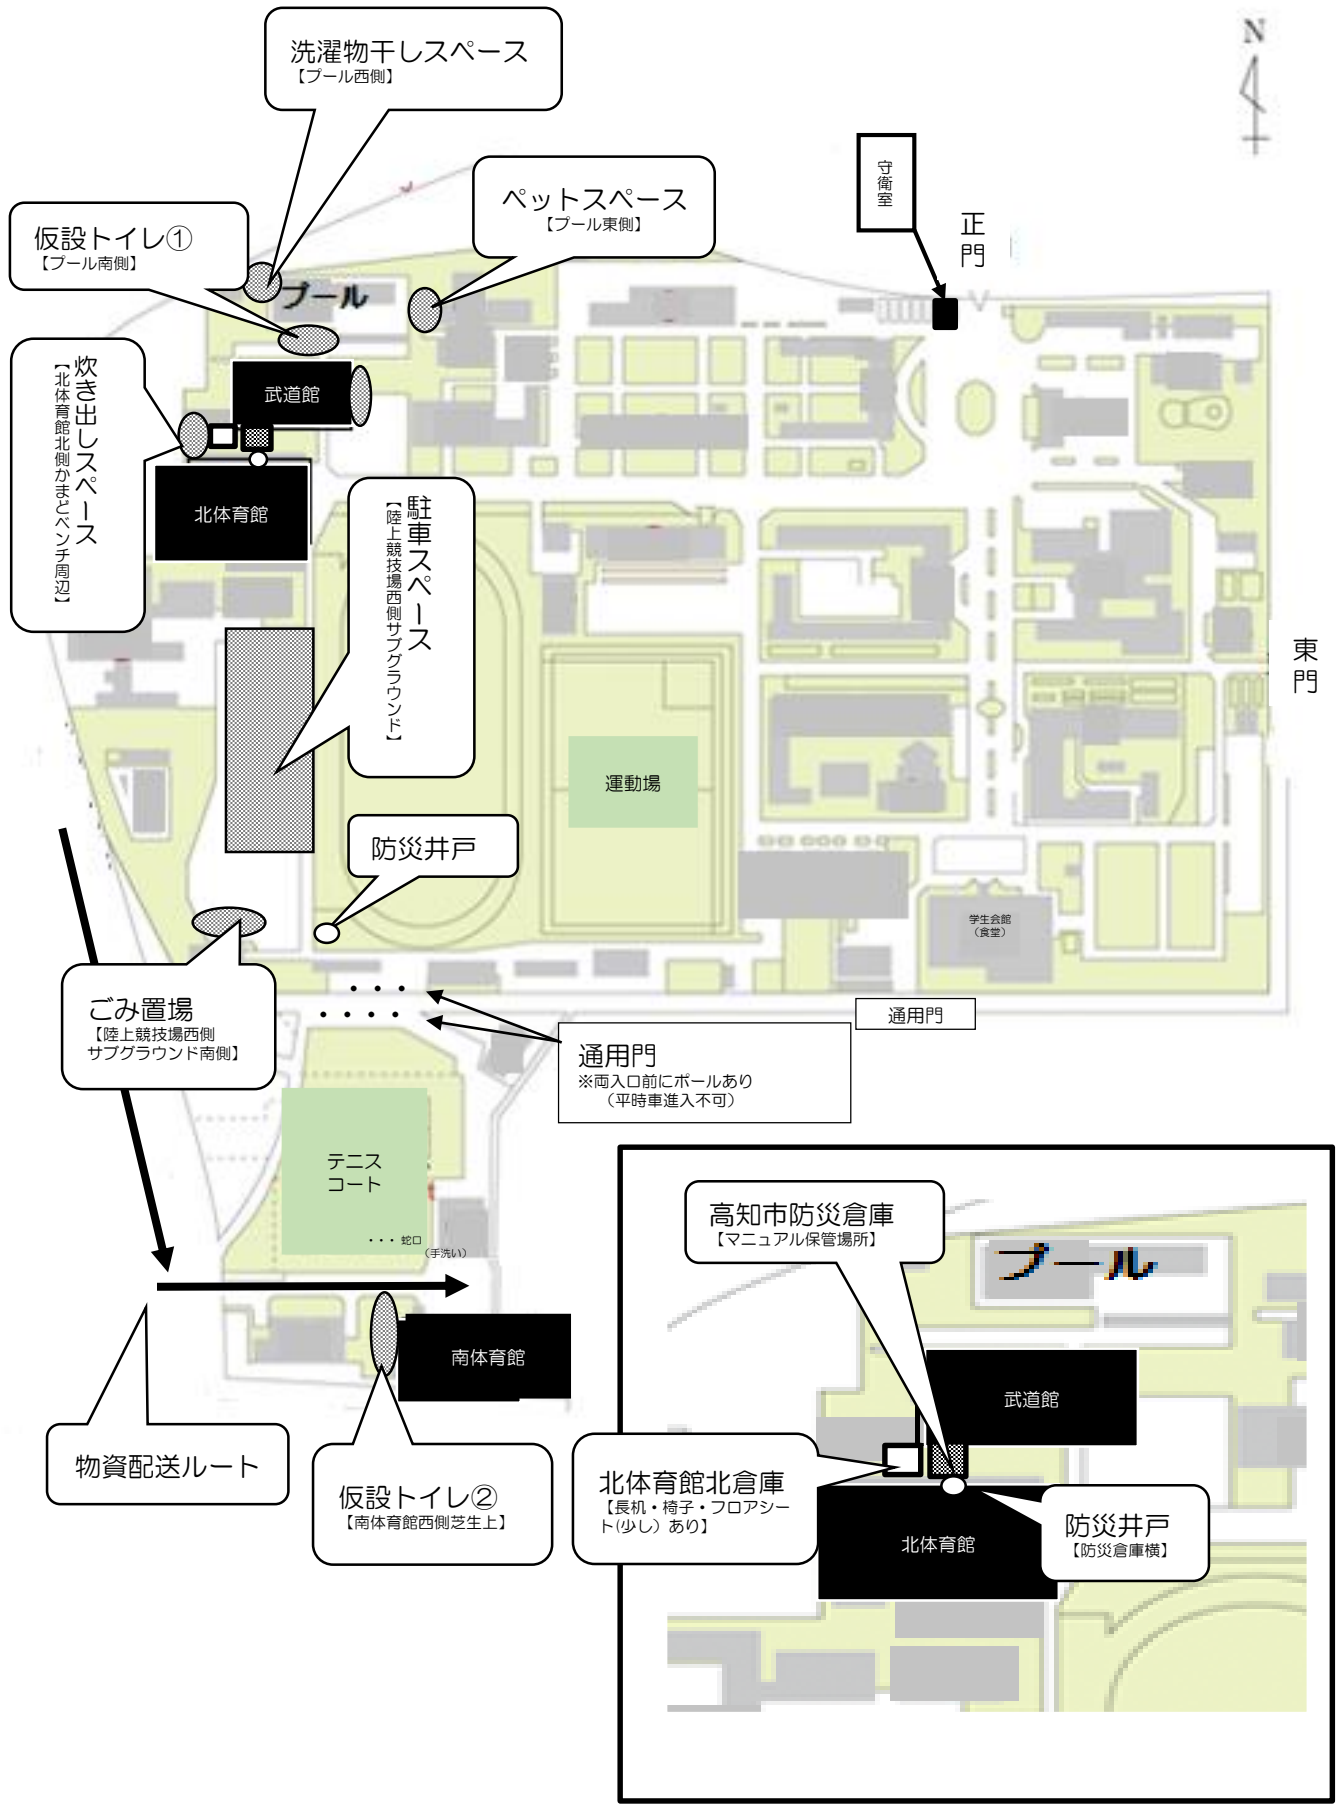 洗濯物干しスペース
【プール西側】
N
ペットスペース
【プール東側】
守衛室
正門
仮設トイレ①
【プール南側】
プール
炊き出しスペース
【北体育館北側かまどベンチ周辺】
武道館
北体育館
駐車スペース
【陸上競技場西側サブグラウンド】
東門
運動場
防災井戸
学生会館
（食堂）
ごみ置場
【陸上競技場西側
サブグラウンド南側】
通用門
通用門
※両入口前にポールあり
（平時車進入不可）
テニス
コート
・・・ 蛇口
（手洗い）
南体育館
物資配送ルート
仮設トイレ②
【南体育館西側芝生上】
高知市防災倉庫
【マニュアル保管場所】
プール
武道館
北体育館北倉庫
【長机・椅子・フロアシー
ト(少し）あり】
北体育館
防災井戸
【防災倉庫横】